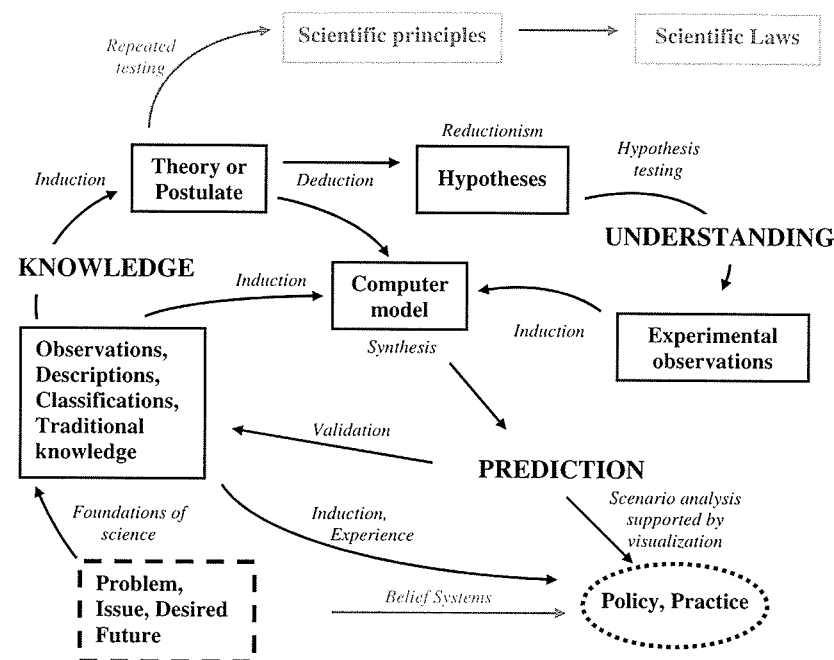 Repeated
testing
Scientific principles
Scientific Laws
Induction
Theory or
Postulate
Deduction
Reductionism
Hypotheses
Hypothesis
testing
UNDERSTANDING
KNOWLEDGE
Induction
Computer
model
Synthesis
Induction
Experimental
observations
Observations,
Descriptions,
Classifications,
Traditional
knowledge
Validation
PREDICTION
Foundations of
science
Induction,
Experience
Scenario analysis
supported by
visualization
Problem,
Issue, Desired
Future
Belief Systems
Policy, Practice